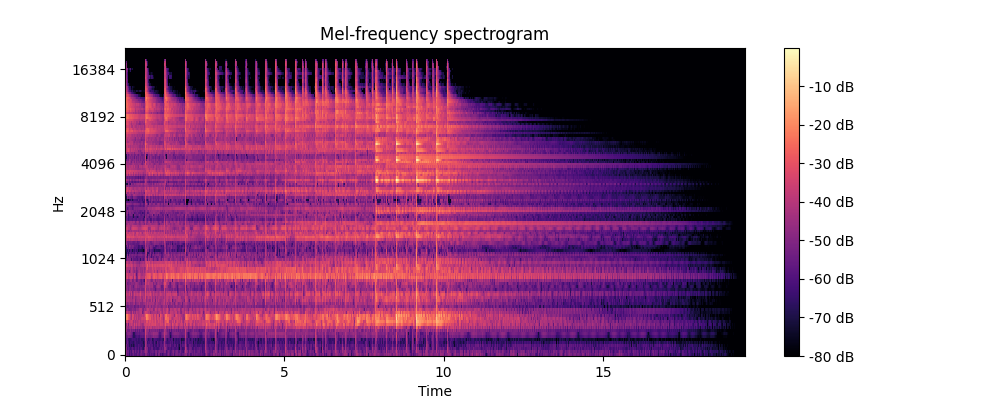 Mel-frequency spectrogram
16384
8192
4096
2048
1024
512
0
Hz
0
5
10
15
Time
-10 dB
-20 dB
-30 dB
-40 dB
-50 dB
-60 dB
-70 dB
-80 dB